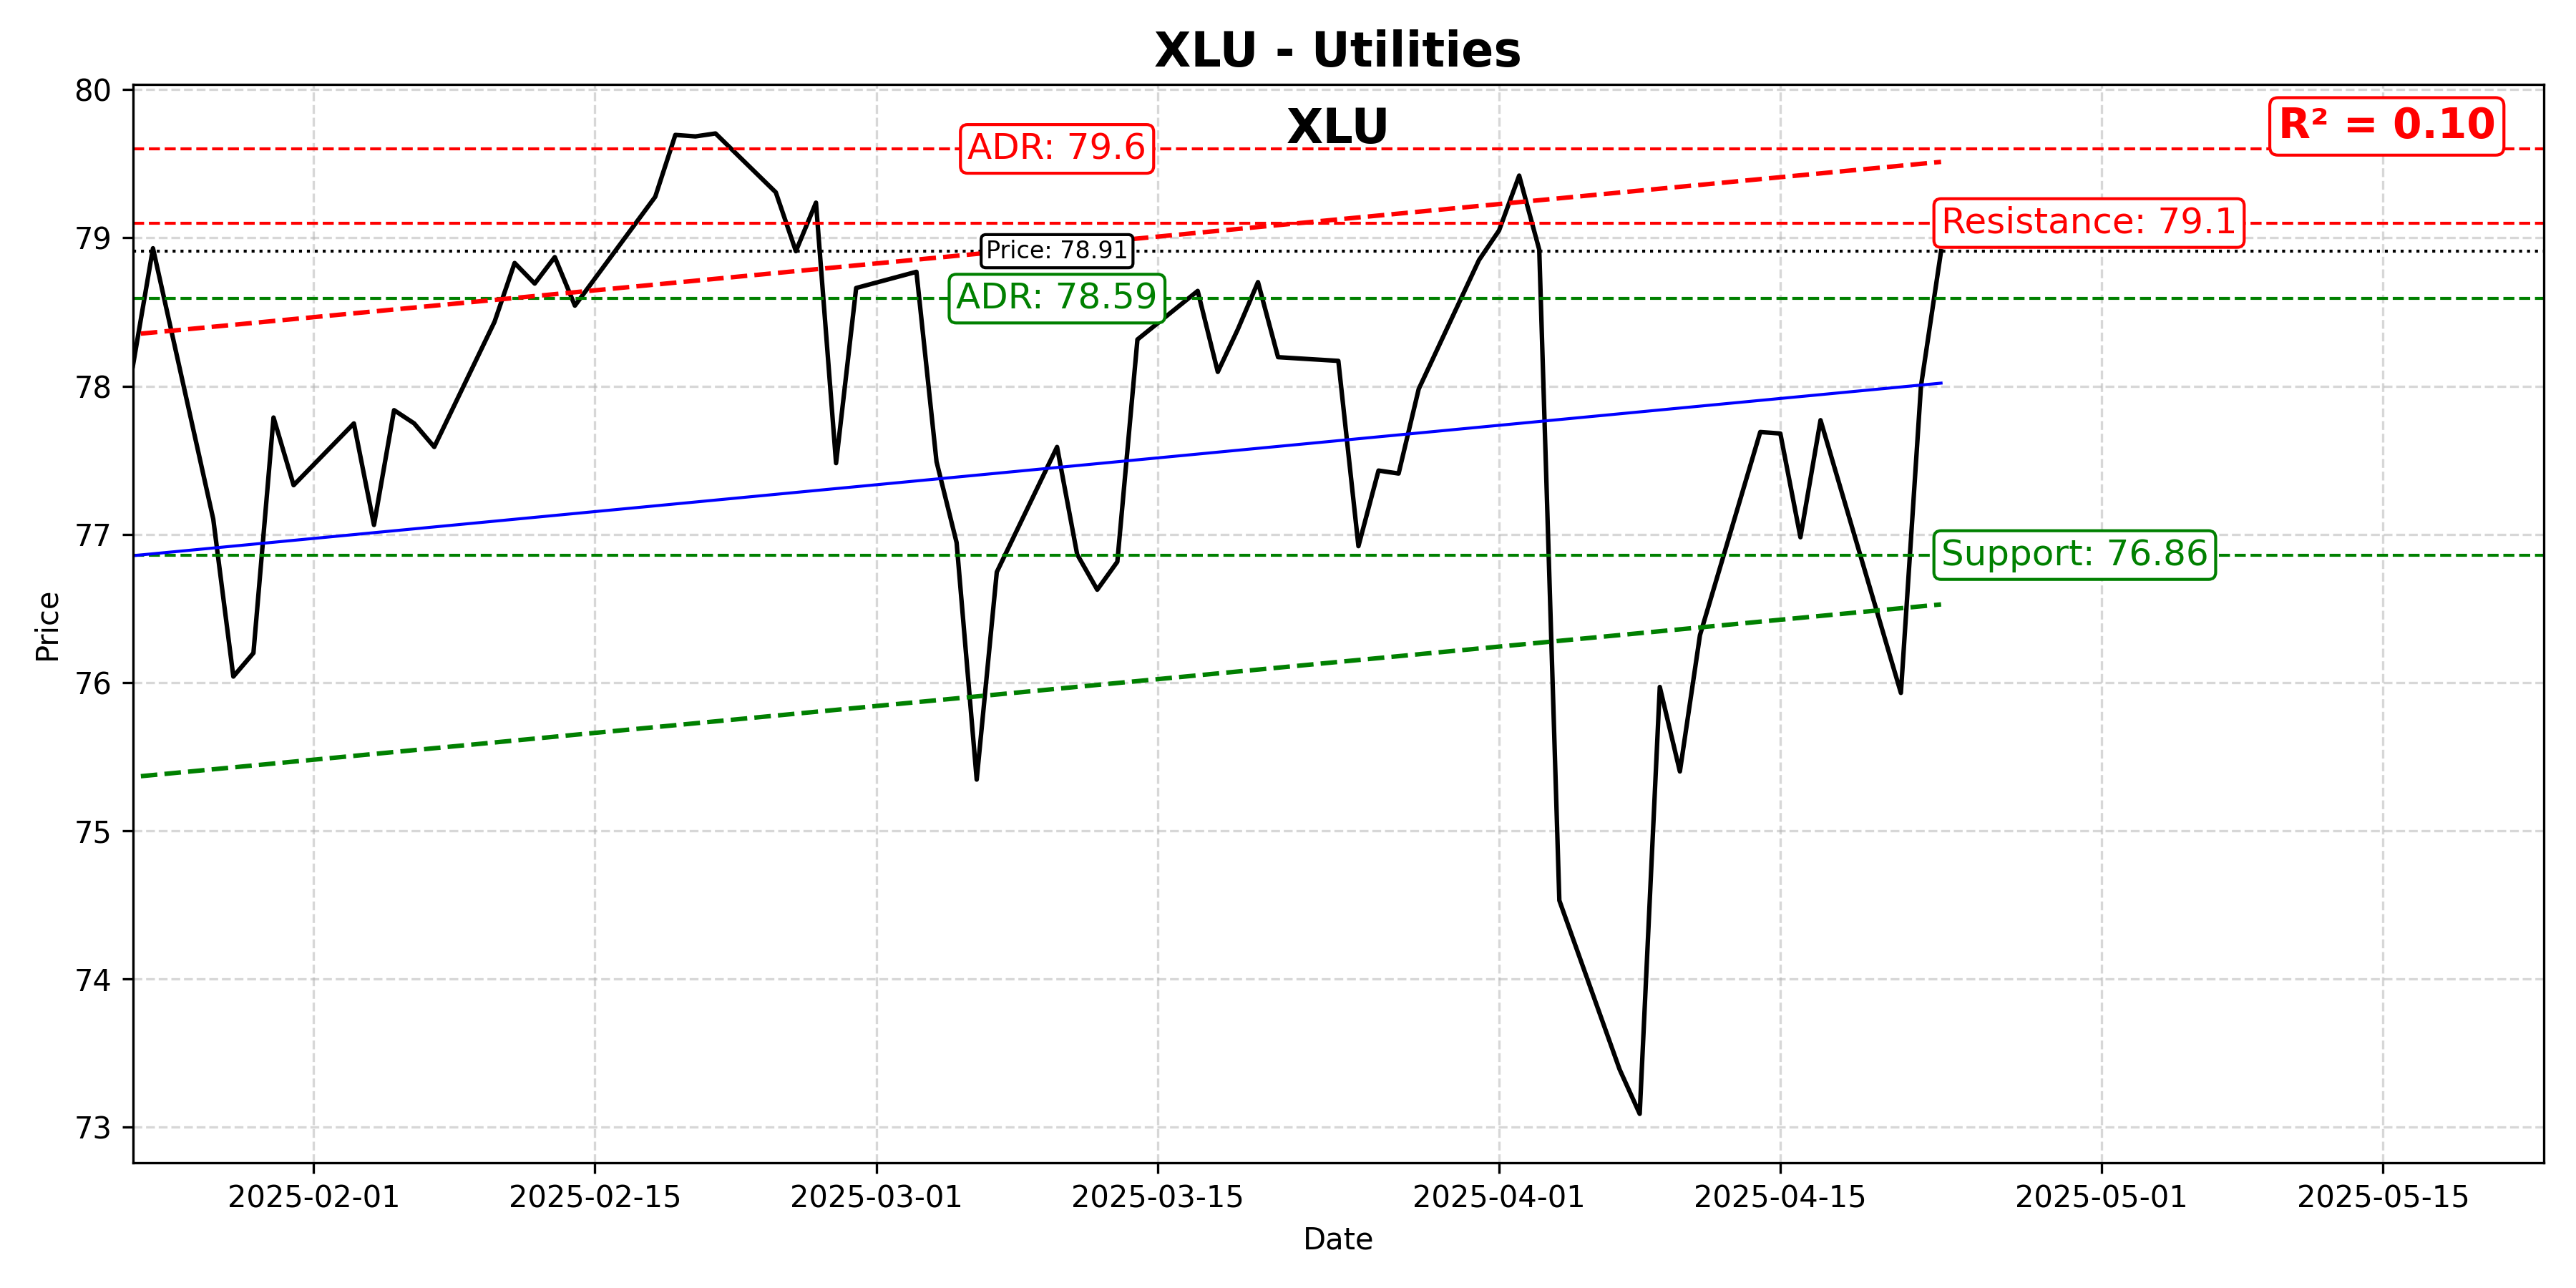 XLU - Utilities
XLU
R² = 0.10
ADR: 79.6
Resistance: 79.1
Price: 78.91
ADR: 78.59
Support: 76.86
Price
80
79
78
77
76
75
74
73
2025-02-01
2025-02-15
2025-03-01
2025-03-15
2025-04-01
2025-04-15
2025-05-01
2025-05-15
Date